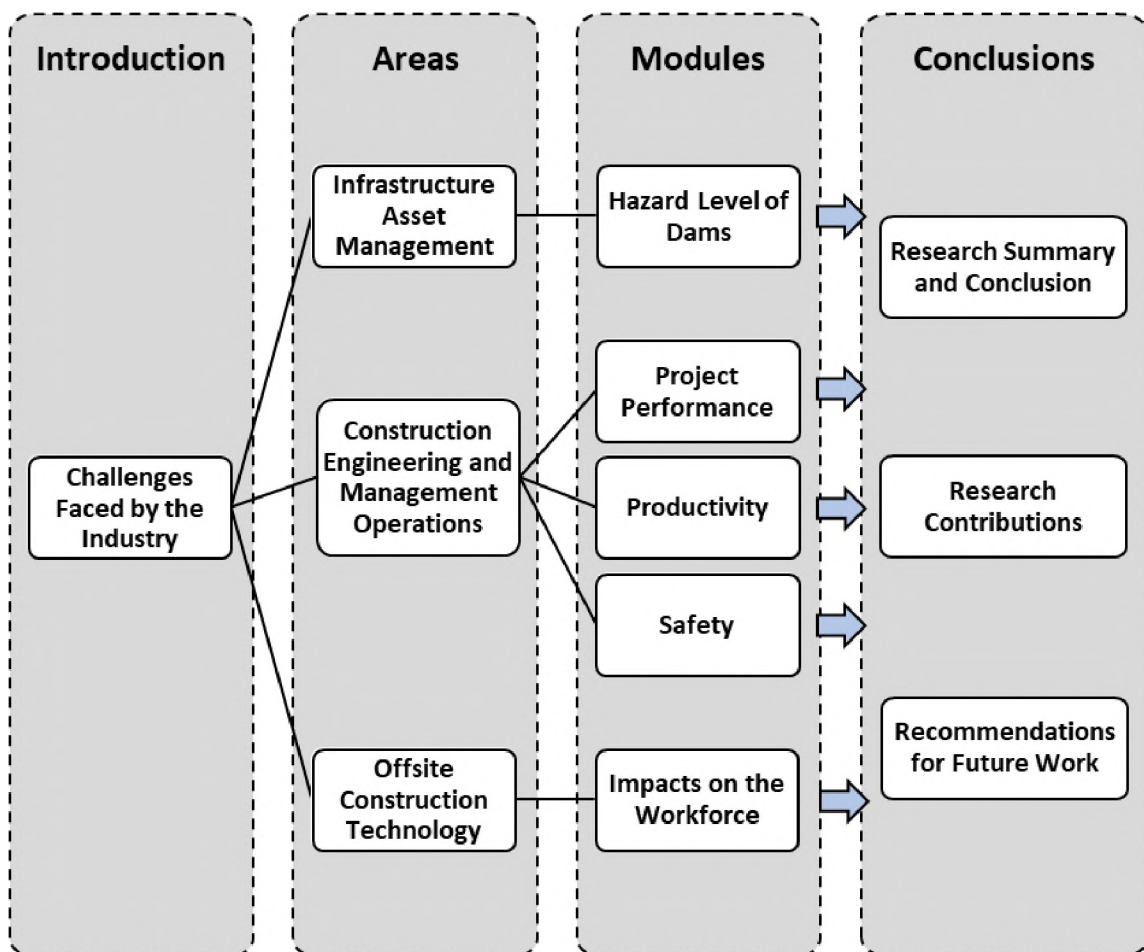 Introduction
Challenges
Faced by the
Industry
Areas
Infrastructure
Asset
Management
Construction
Engineering and
Management
Operations
Offsite
Construction
Technology
Modules
Hazard Level of
Dams
Project
Performance
Productivity
Safety
Impacts on the
Workforce
Conclusions
Research Summary
and Conclusion
Research
Contributions
Recommendations
for Future Work